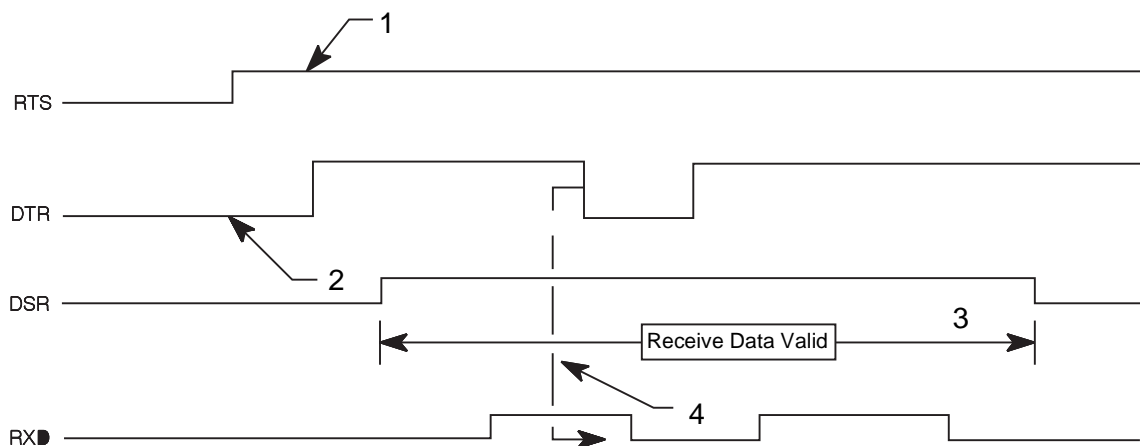 1
RTS
DTR
2
DSR
3
Receive Data Valid
4
RXD